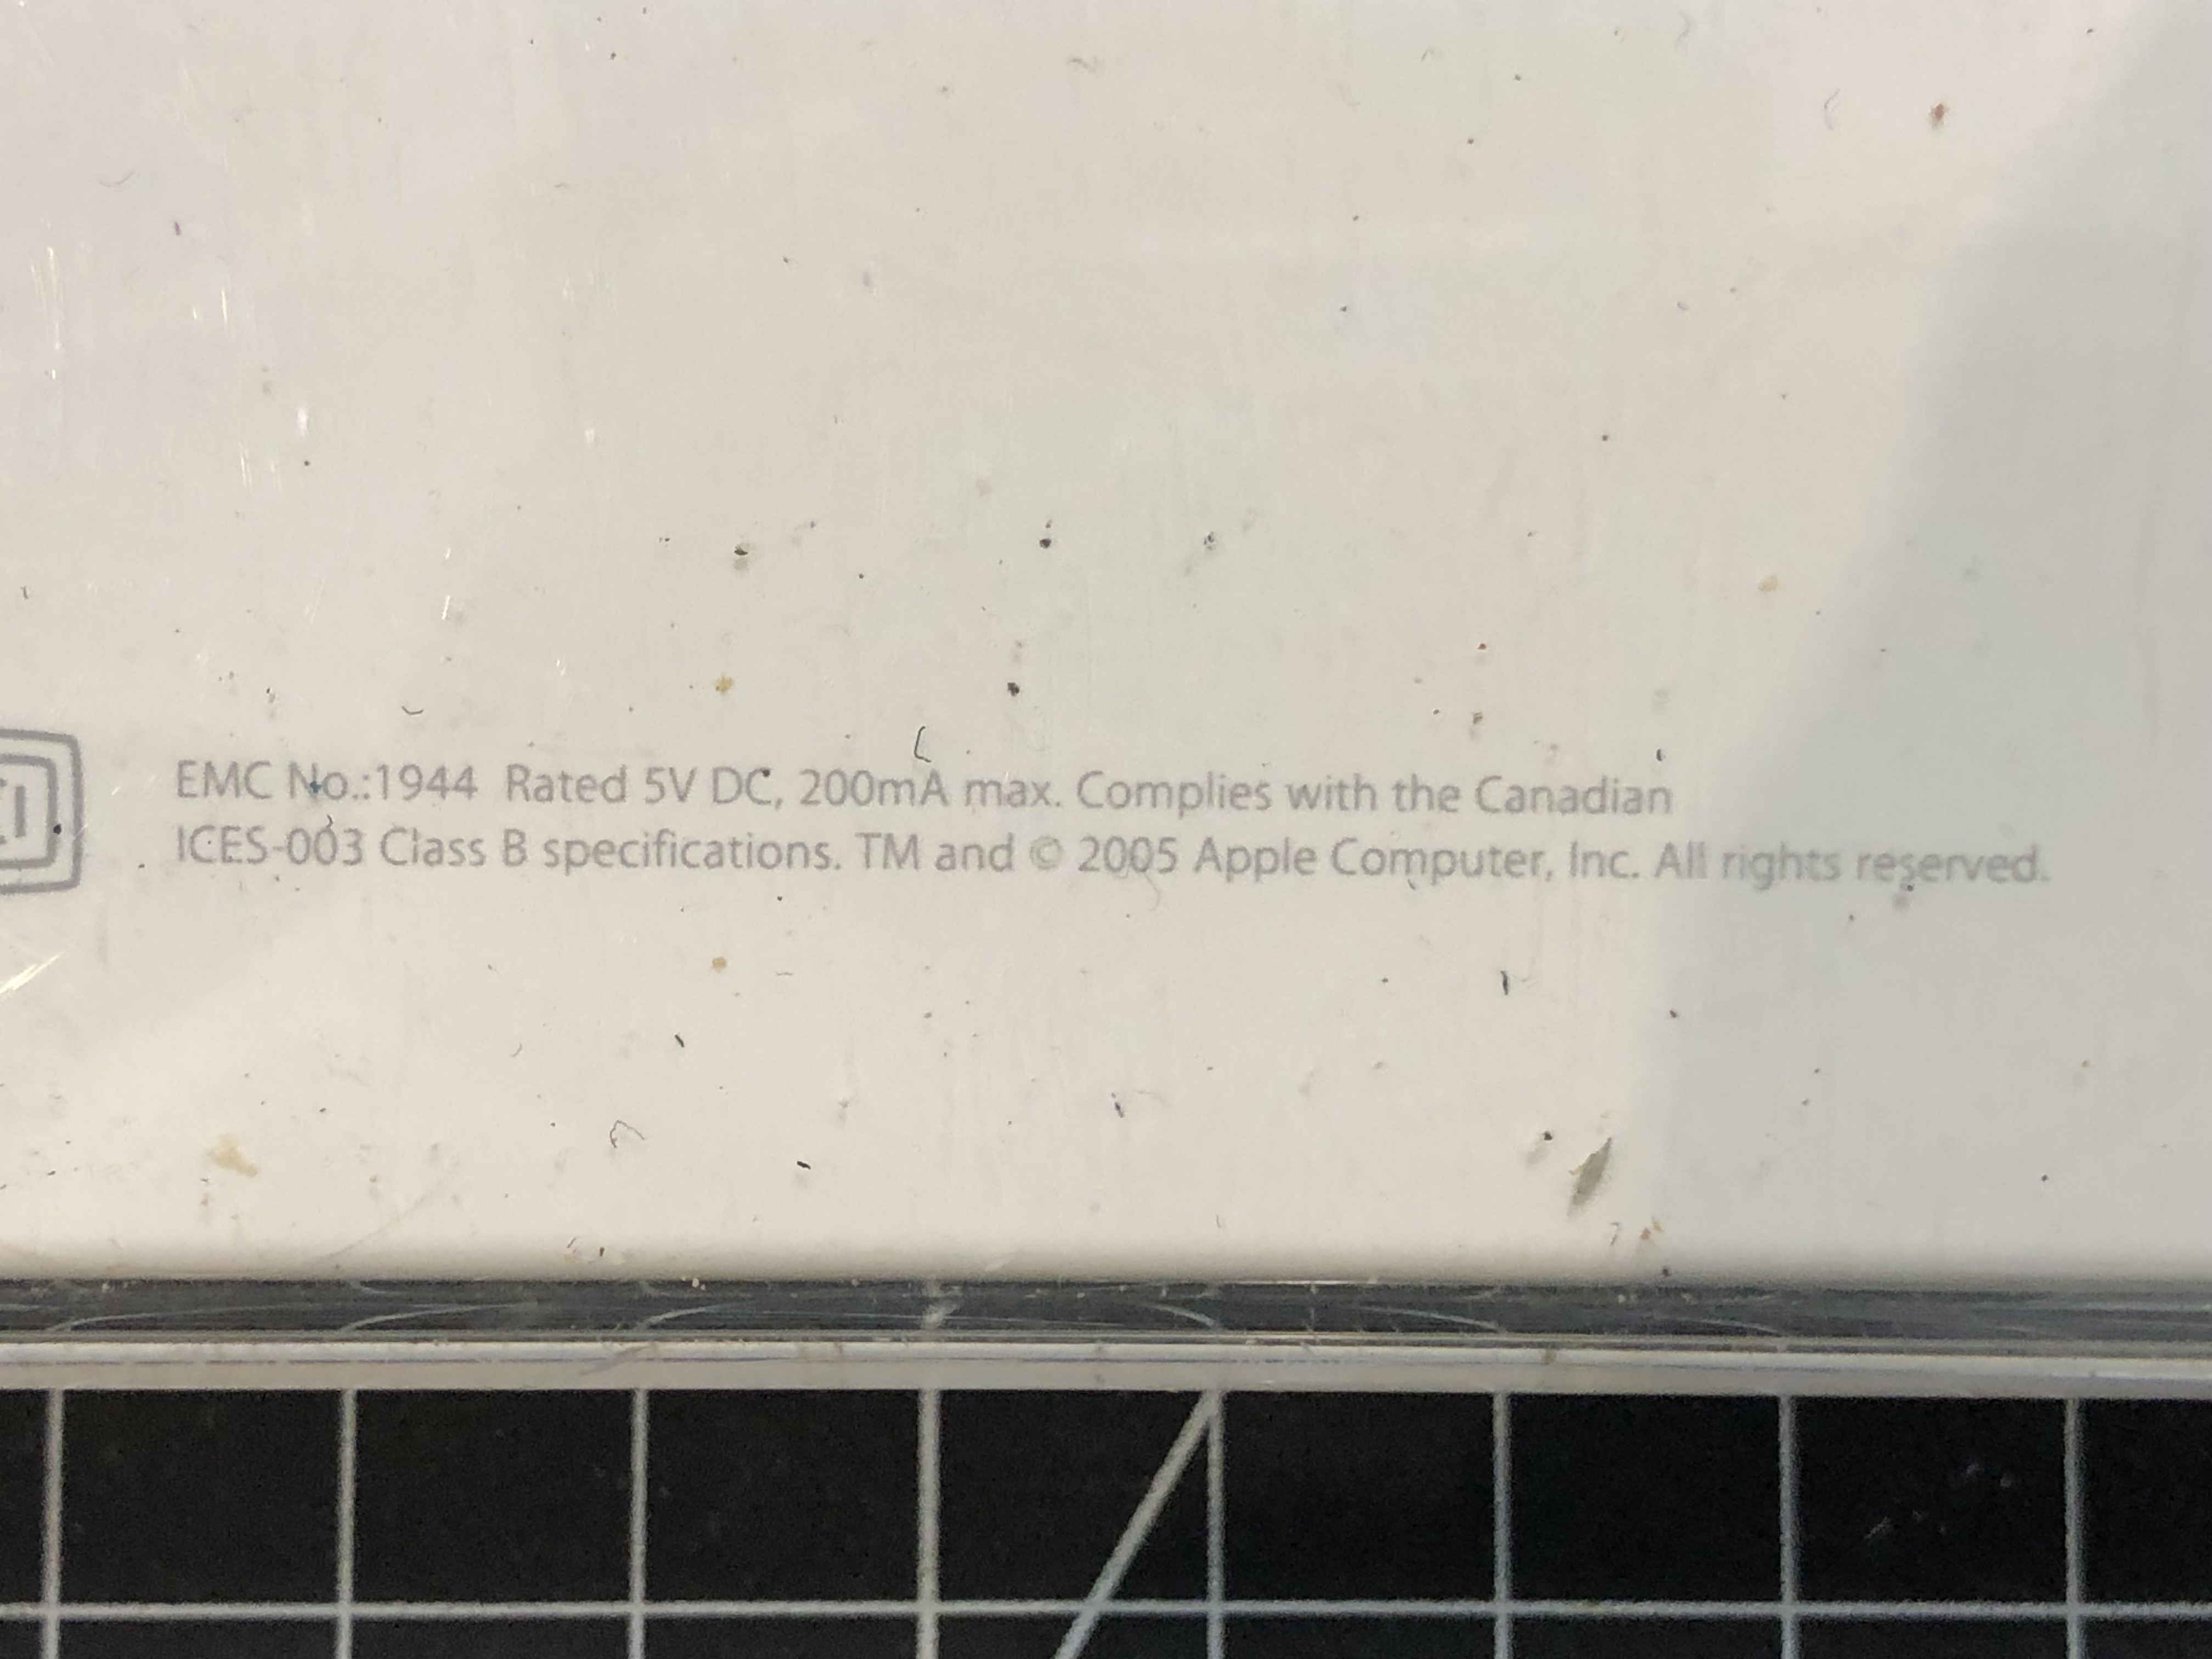 EMC No.:1944 Rated 5V DC, 200mA max. Complies with the Canadian
ICES-003 Class B specifications. TM and © 2005 Apple Computer, Inc. All rights reserved.